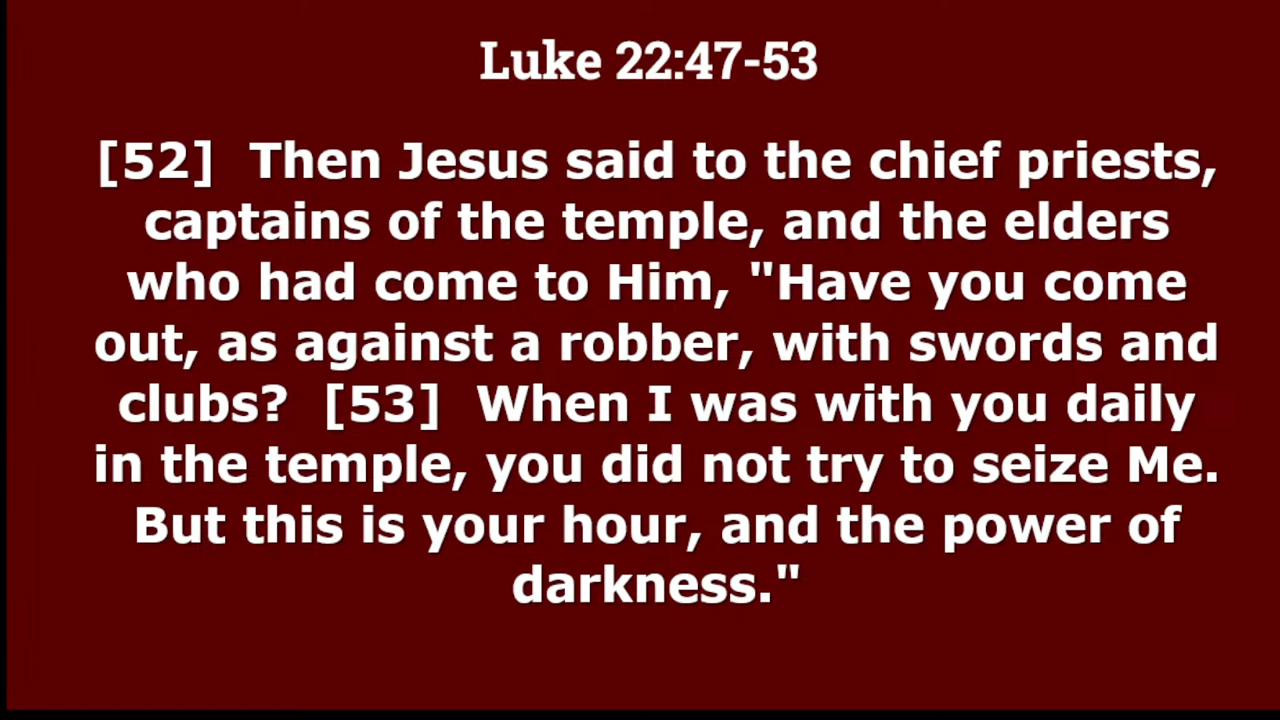 Luke 22:47-53
[52]  Then Jesus said to the chief priests,
captains of the temple, and the elders
who had come to Him, "Have you come
out, as against a robber, with swords and
clubs?  [53]  When I was with you daily
in the temple, you did not try to seize Me.
But this is your hour, and the power of
darkness."